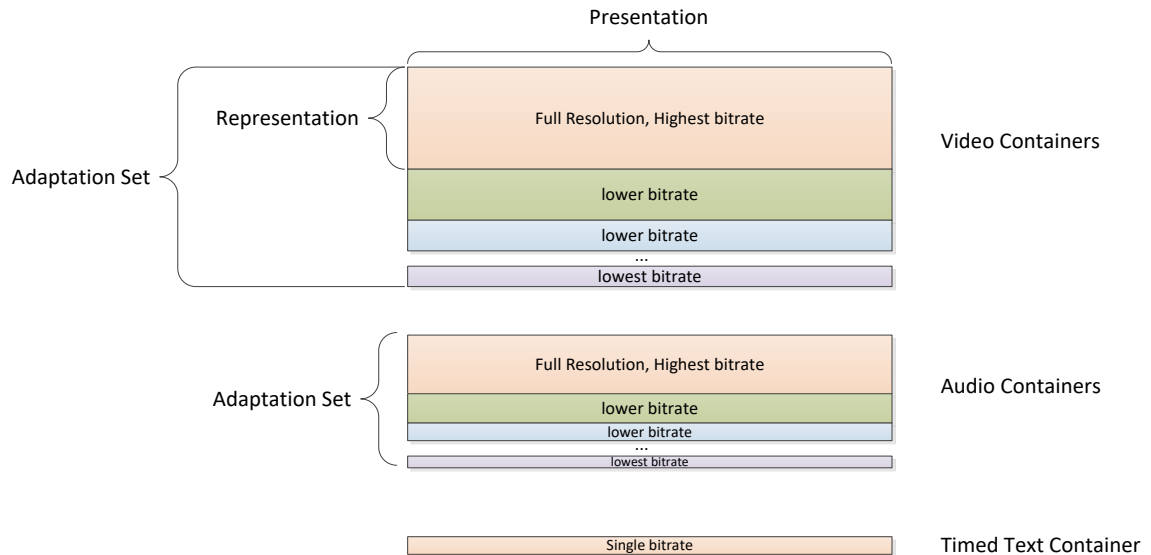 Presentation
Full Resolution, Highest bitrate
Representation
Video Containers
Adaptation Set
lower bitrate
lower bitrate
...
lowest bitrate
Full Resolution, Highest bitrate
Audio Containers
Adaptation Set
lower bitrate
lower bitrate
...
lowest bitrate
Single bitrate
Timed Text Container